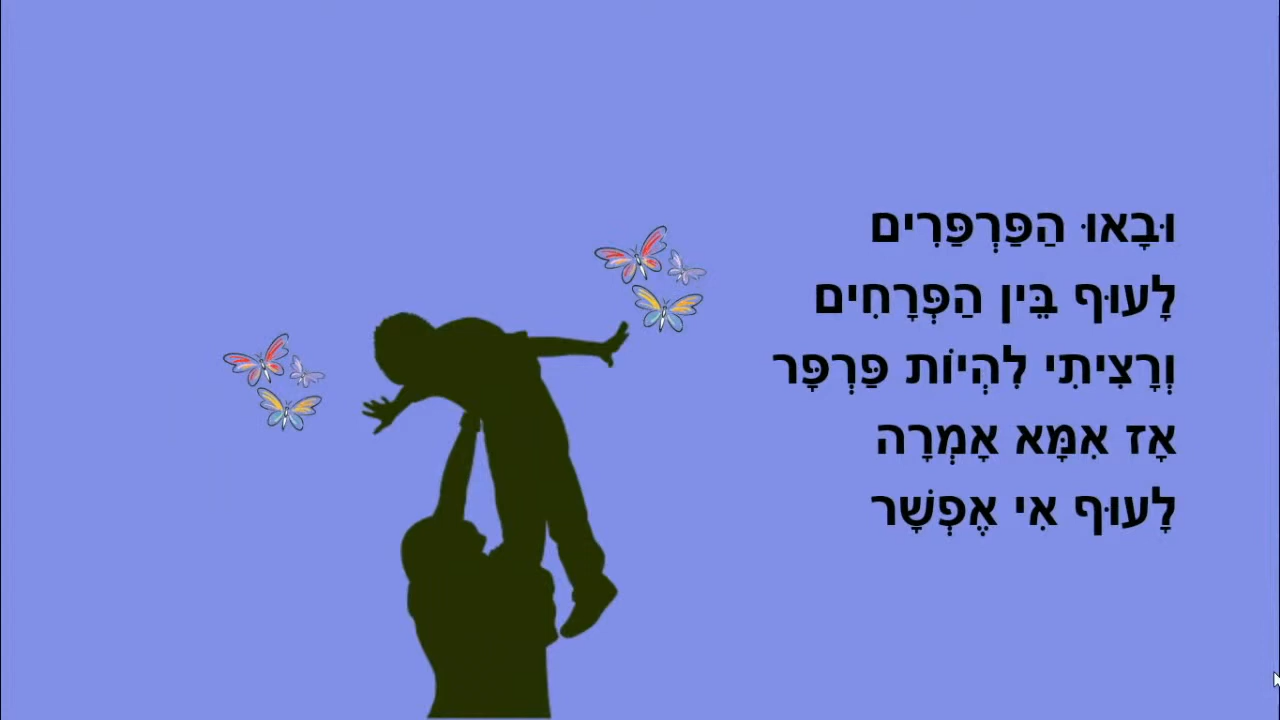 וּבָאוּ הַפַּרְפַּרִים
לָעוּף בֵּין הַפְּרָחִים
וְרָצִיתִי לִהְיוֹת פַּרְפָּר
אָז אִמָּא אָמְרָה
לָעוּף אִי אֶפְשָׁר